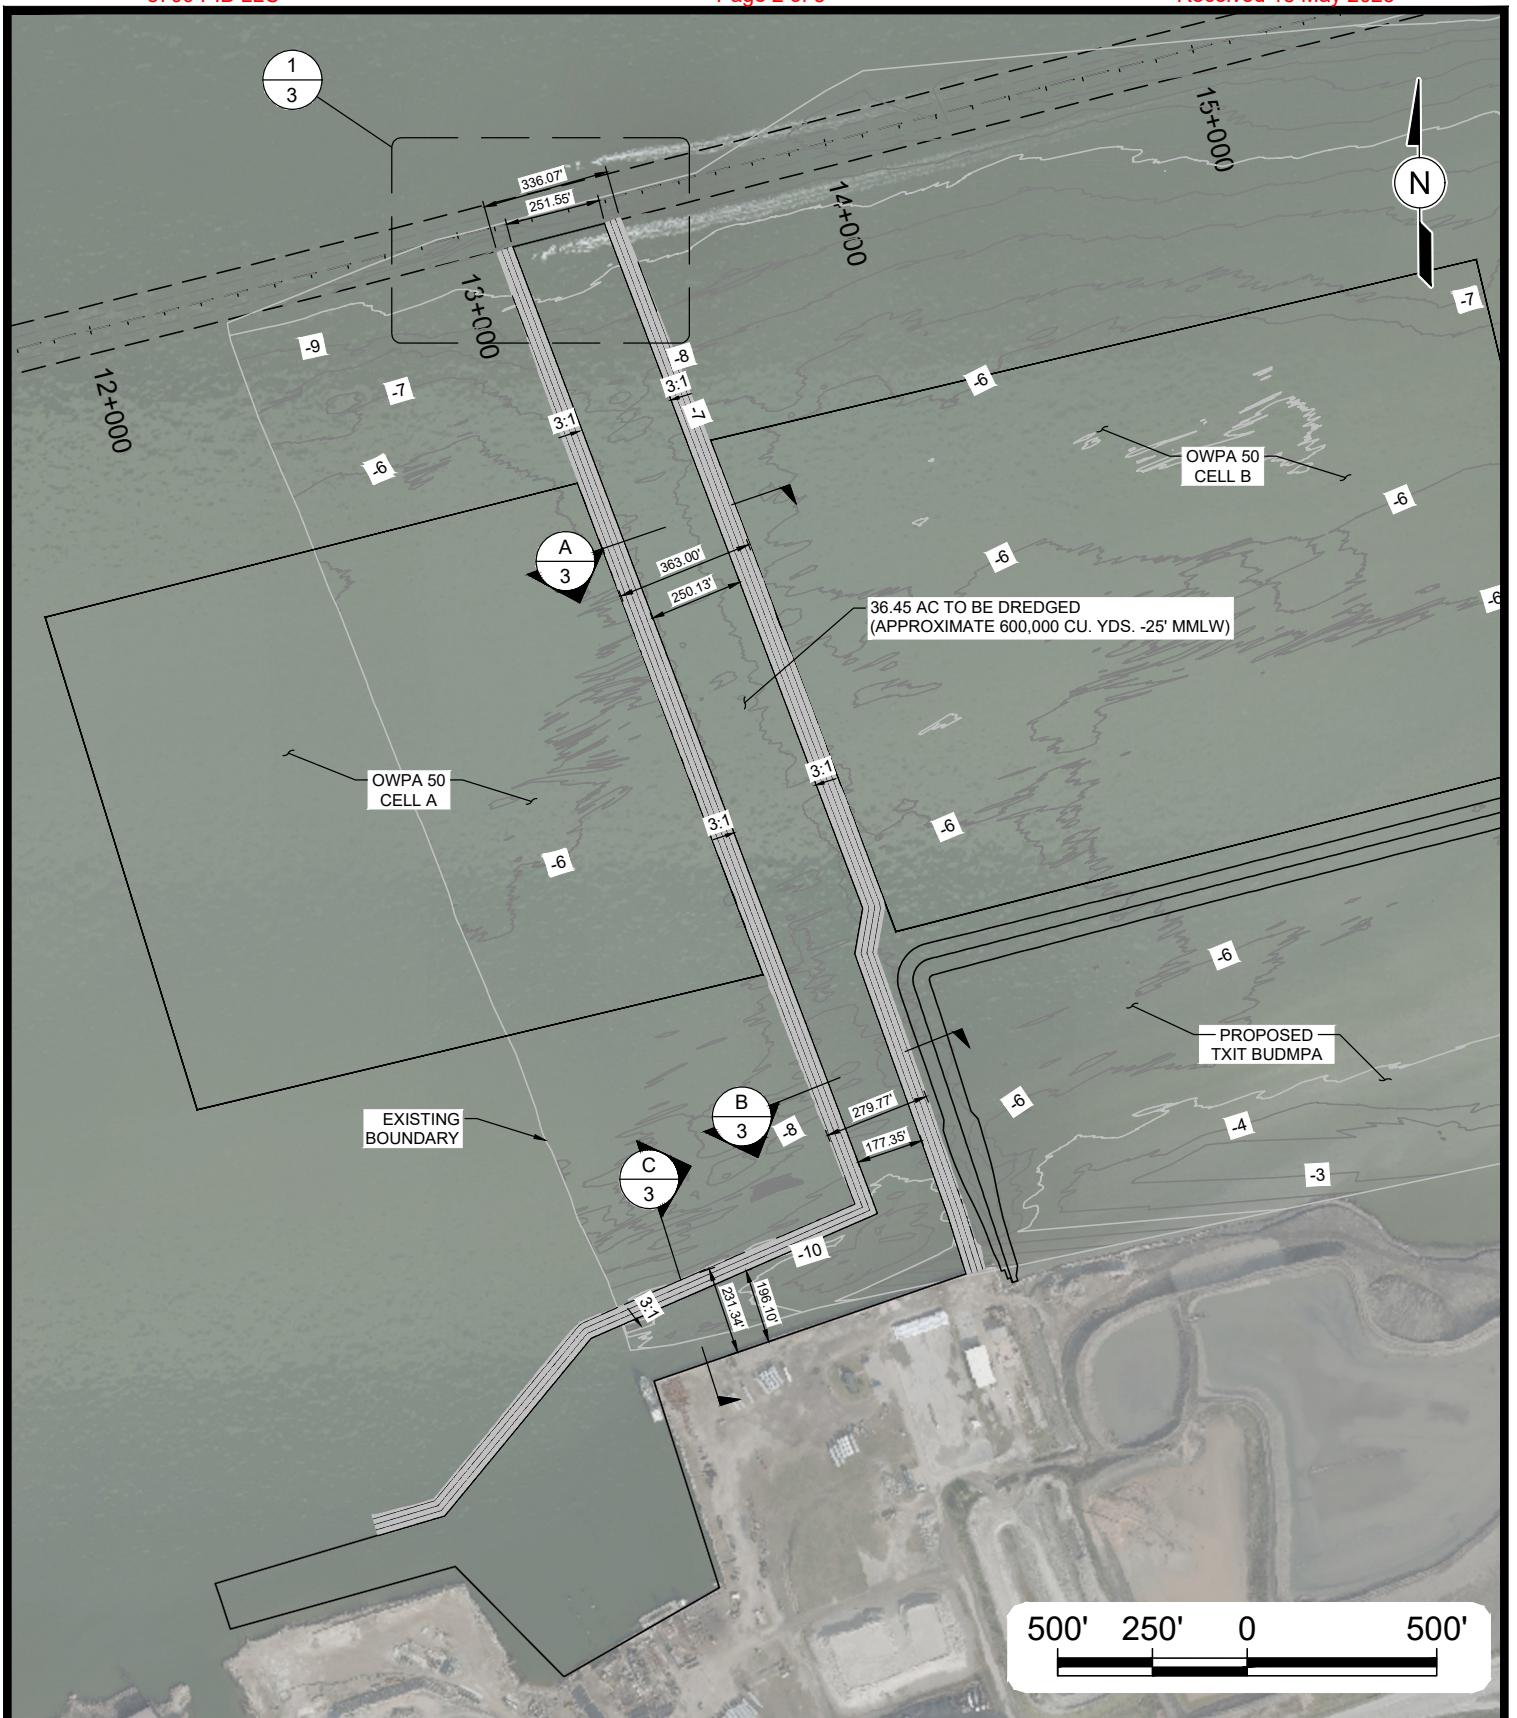 1
3
336.07'
251.55'
15+000
14+000
13+000
12+000
N
-9
-7
-6
-8
3:1
-7
3:1
-6
-7
OWPA 50
CELL B
-6
-6
-6
A
3
363.00'
250.13'
36.45 AC TO BE DREDGED
(APPROXIMATE 600,000 CU. YDS. -25' MMLW)
OWPA 50
CELL A
3:1
3:1
-6
-6
-6
PROPOSED
TXIT BUDMPA
EXISTING
BOUNDARY
B
3
-8
279.77'
177.35'
-6
-4
-3
C
3
-10
3:1
231.34'
196.10'
500' 250' 0 500'